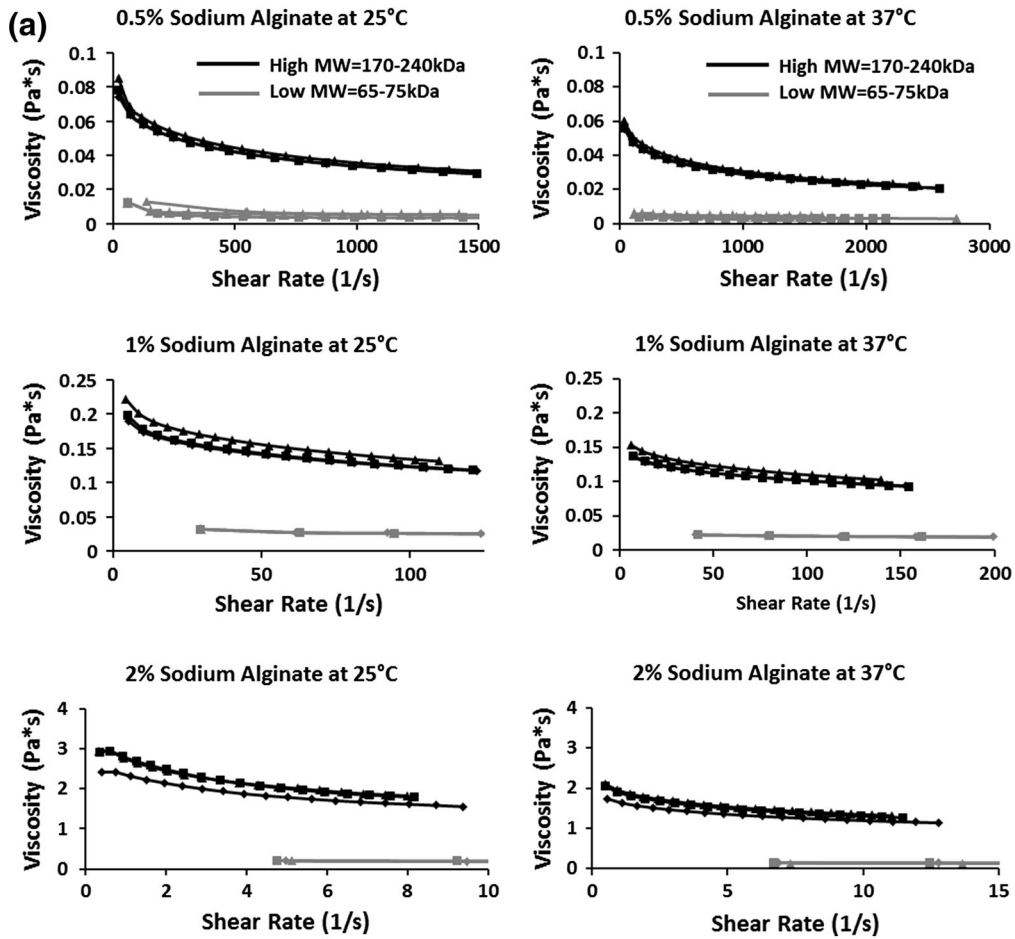 (a)
0.5% Sodium Alginate at 25°C
Viscosity (Pa*s)
0.1
0.08
0.06
0.04
0.02
0
High MW=170-240kDa
Low MW=65-75kDa
0 500 1000 1500
Shear Rate (1/s)
0.5% Sodium Alginate at 37°C
Viscosity (Pa*s)
0.1
0.08
0.06
0.04
0.02
0
High MW=170-240kDa
Low MW=65-75kDa
0 1000 2000 3000
Shear Rate (1/s)
1% Sodium Alginate at 25°C
Viscosity (Pa*s)
0.25
0.2
0.15
0.1
0.05
0
0 50 100
Shear Rate (1/s)
1% Sodium Alginate at 37°C
Viscosity (Pa*s)
0.25
0.2
0.15
0.1
0.05
0
0 50 100 150 200
Shear Rate (1/s)
2% Sodium Alginate at 25°C
Viscosity (Pa*s)
4
3
2
1
0
0 2 4 6 8 10
Shear Rate (1/s)
2% Sodium Alginate at 37°C
Viscosity (Pa*s)
4
3
2
1
0
0 5 10 15
Shear Rate (1/s)